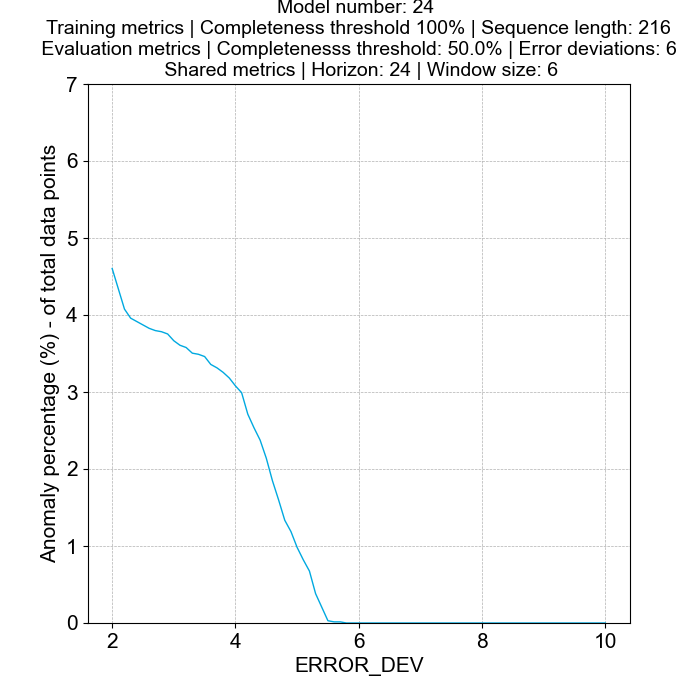 Model number: 24
Training metrics | Completeness threshold 100% | Sequence length: 216
Evaluation metrics | Completenesss threshold: 50.0% | Error deviations: 6
Shared metrics | Horizon: 24 | Window size: 6
7
6
5
4
3
2
1
0
Anomaly percentage (%) - of total data points
2 4 6 8 10
ERROR_DEV